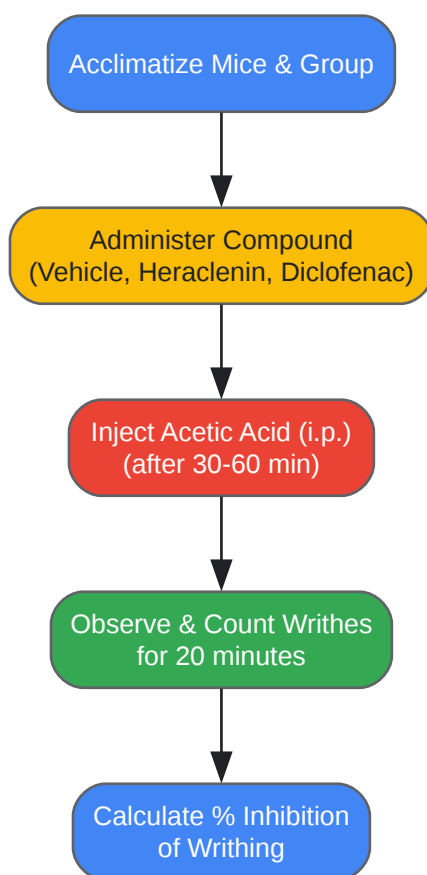 Acclimatize Mice & Group
Administer Compound
(Vehicle, Heraclenin, Diclofenac)
Inject Acetic Acid (i.p.)
(after 30-60 min)
Observe & Count Writhes
for 20 minutes
Calculate % Inhibition
of Writhing